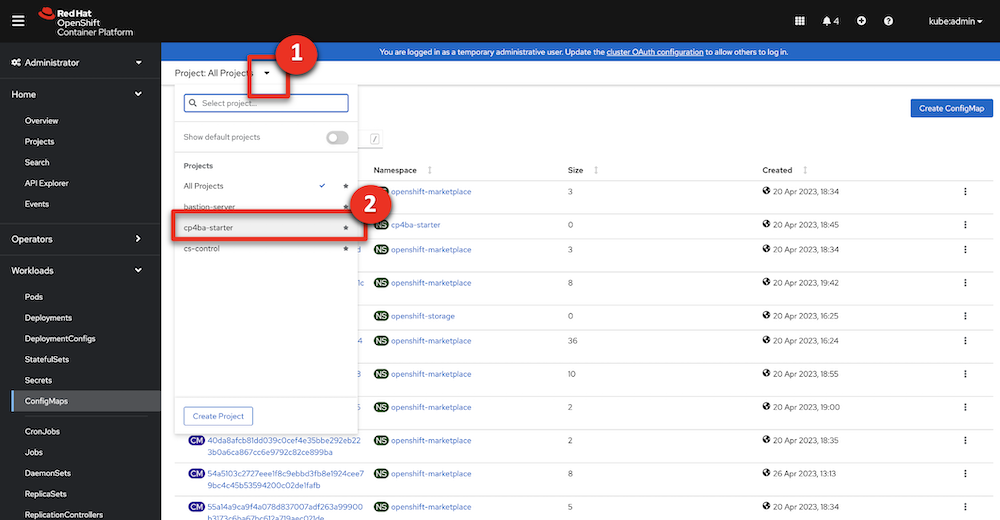 Red Hat
OpenShift
Container Platform
4
kube:admin
You are logged in as a temporary administrative user. Update the cluster OAuth configuration to allow others to log in.
Administrator
Home
Overview
Projects
Search
API Explorer
Events
Operators
Workloads
Pods
Deployments
DeploymentConfigs
StatefulSets
Secrets
ConfigMaps
CronJobs
Jobs
DaemonSets
ReplicaSets
ReplicationControllers
Project: All Projects
1
Select project...
Show default projects
Projects
All Projects
bastion-server
cp4ba-starter
cs-control
2
Create Project
Create ConfigMap
/
Namespace Size Created
openshift-marketplace 3 20 Apr 2023, 18:34
NS cp4ba-starter 0 20 Apr 2023, 18:45
d NS openshift-marketplace 3 20 Apr 2023, 18:34
1c NS openshift-marketplace 8 20 Apr 2023, 19:42
NS openshift-storage 0 20 Apr 2023, 16:25
4 NS openshift-marketplace 36 20 Apr 2023, 16:24
8 NS openshift-marketplace 10 20 Apr 2023, 18:55
5 NS openshift-marketplace 2 20 Apr 2023, 19:00
CM 40da8afcb81dd039c0cef4e35bbe292eb22 NS openshift-marketplace 2 20 Apr 2023, 18:35
3b0a6ca867cc6e9792c82ce899ba
CM 54a5103c2727eee1f8c9ebbd3fb8e1924cee7 NS openshift-marketplace 8 26 Apr 2023, 13:13
9bc4c45b53594200c02de1fafb
CM 55a14a9ca9f4a078d837007adf263a99900 NS openshift-marketplace 5 20 Apr 2023, 18:34